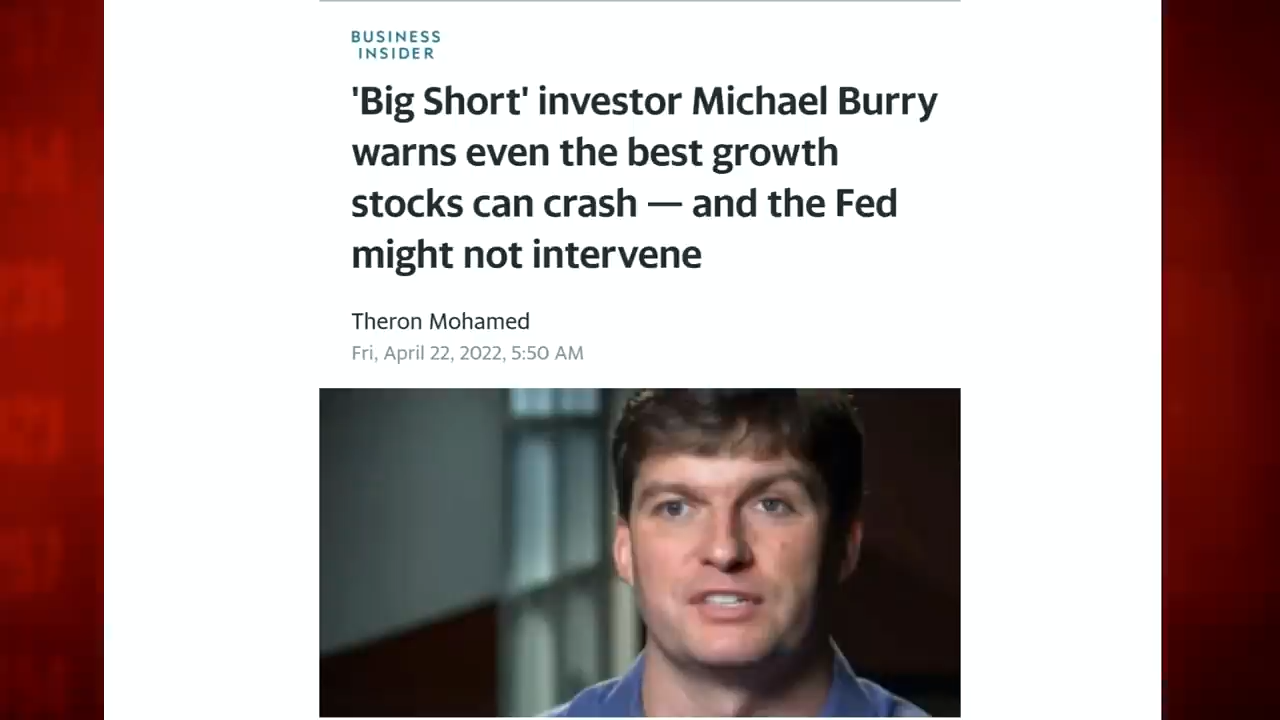 BUSINESS
INSIDER
'Big Short' investor Michael Burry
warns even the best growth
stocks can crash — and the Fed
might not intervene
Theron Mohamed
Fri, April 22, 2022, 5:50 AM